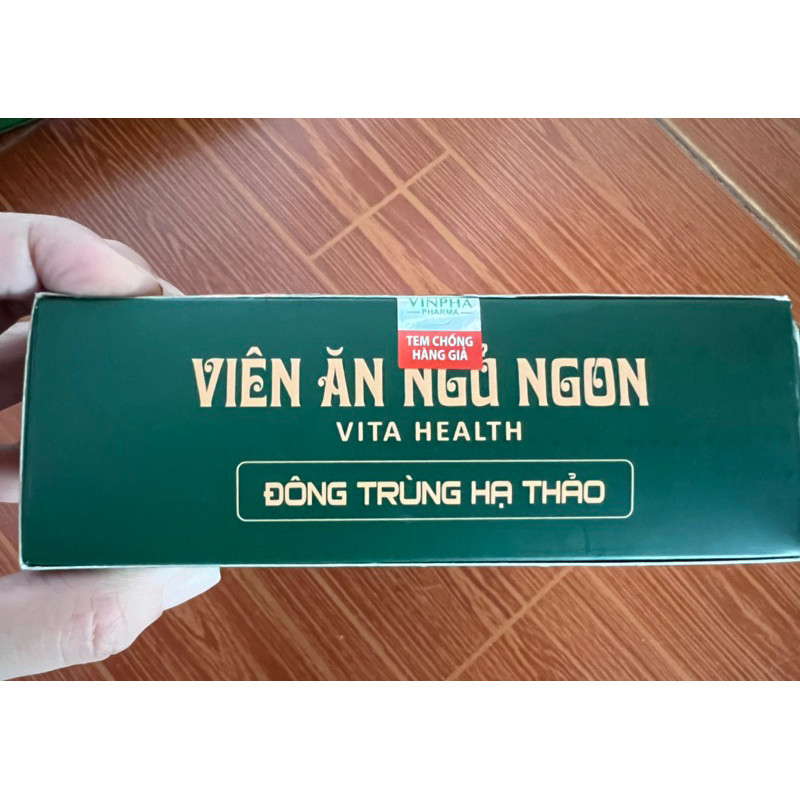 VINPHA
PHARMA
TEM CHỐNG
HÀNG GIẢ
VIÊN ĂN NGỦ NGON
VITA HEALTH
ĐÔNG TRÙNG HẠ THẢO